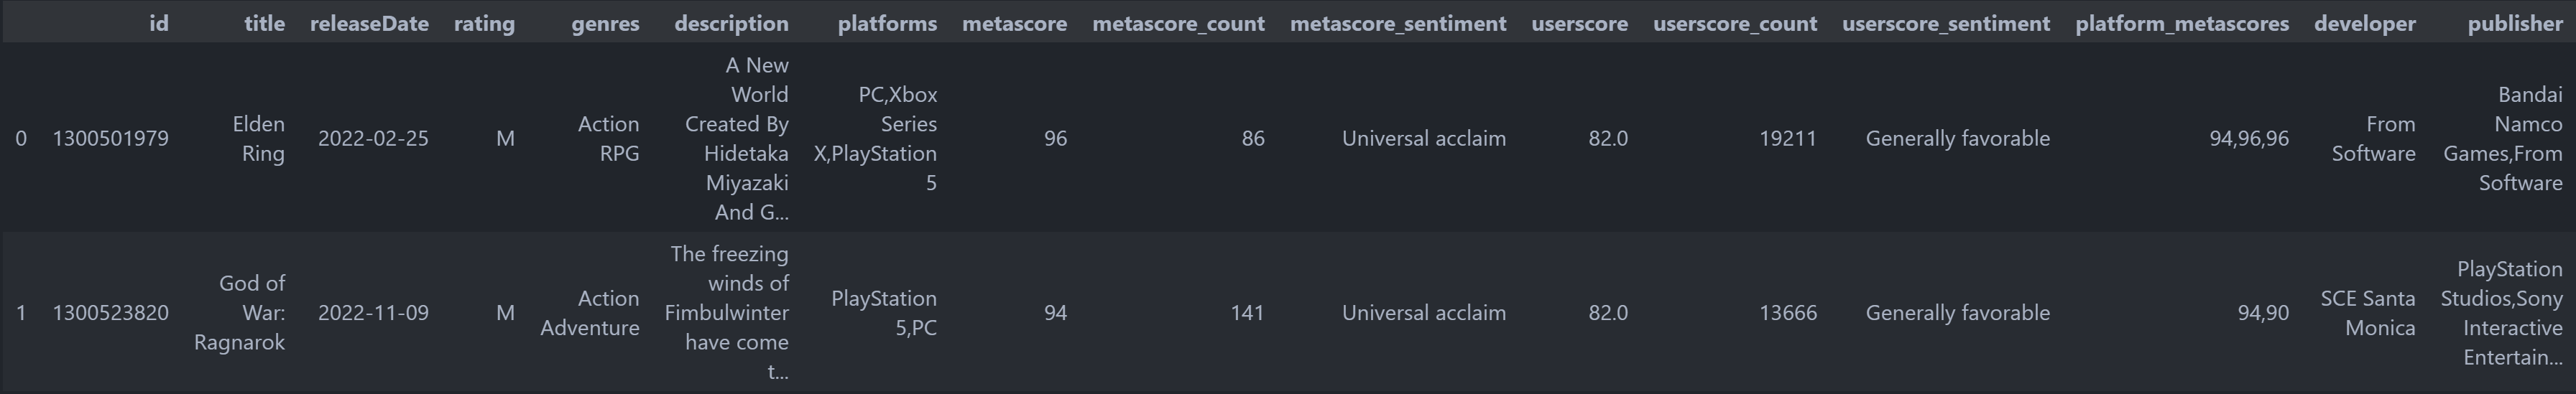 id title releaseDate rating genres description platforms metascore metascore_count metascore_sentiment userscore userscore_count userscore_sentiment platform_metascores developer publisher
0 1300501979 Elden Ring 2022-02-25 M Action RPG A New World Created By Hidetaka Miyazaki And G... PC,Xbox Series X,PlayStation 5 96 86 Universal acclaim 82.0 19211 Generally favorable 94,96,96 From Software Bandai Namco Games,From Software
1 1300523820 God of War: Ragnarok 2022-11-09 M Action Adventure The freezing winds of Fimbulwinter have come t... PlayStation 5,PC 94 141 Universal acclaim 82.0 13666 Generally favorable 94,90 SCE Santa Monica PlayStation Studios,Sony Interactive Entertain...